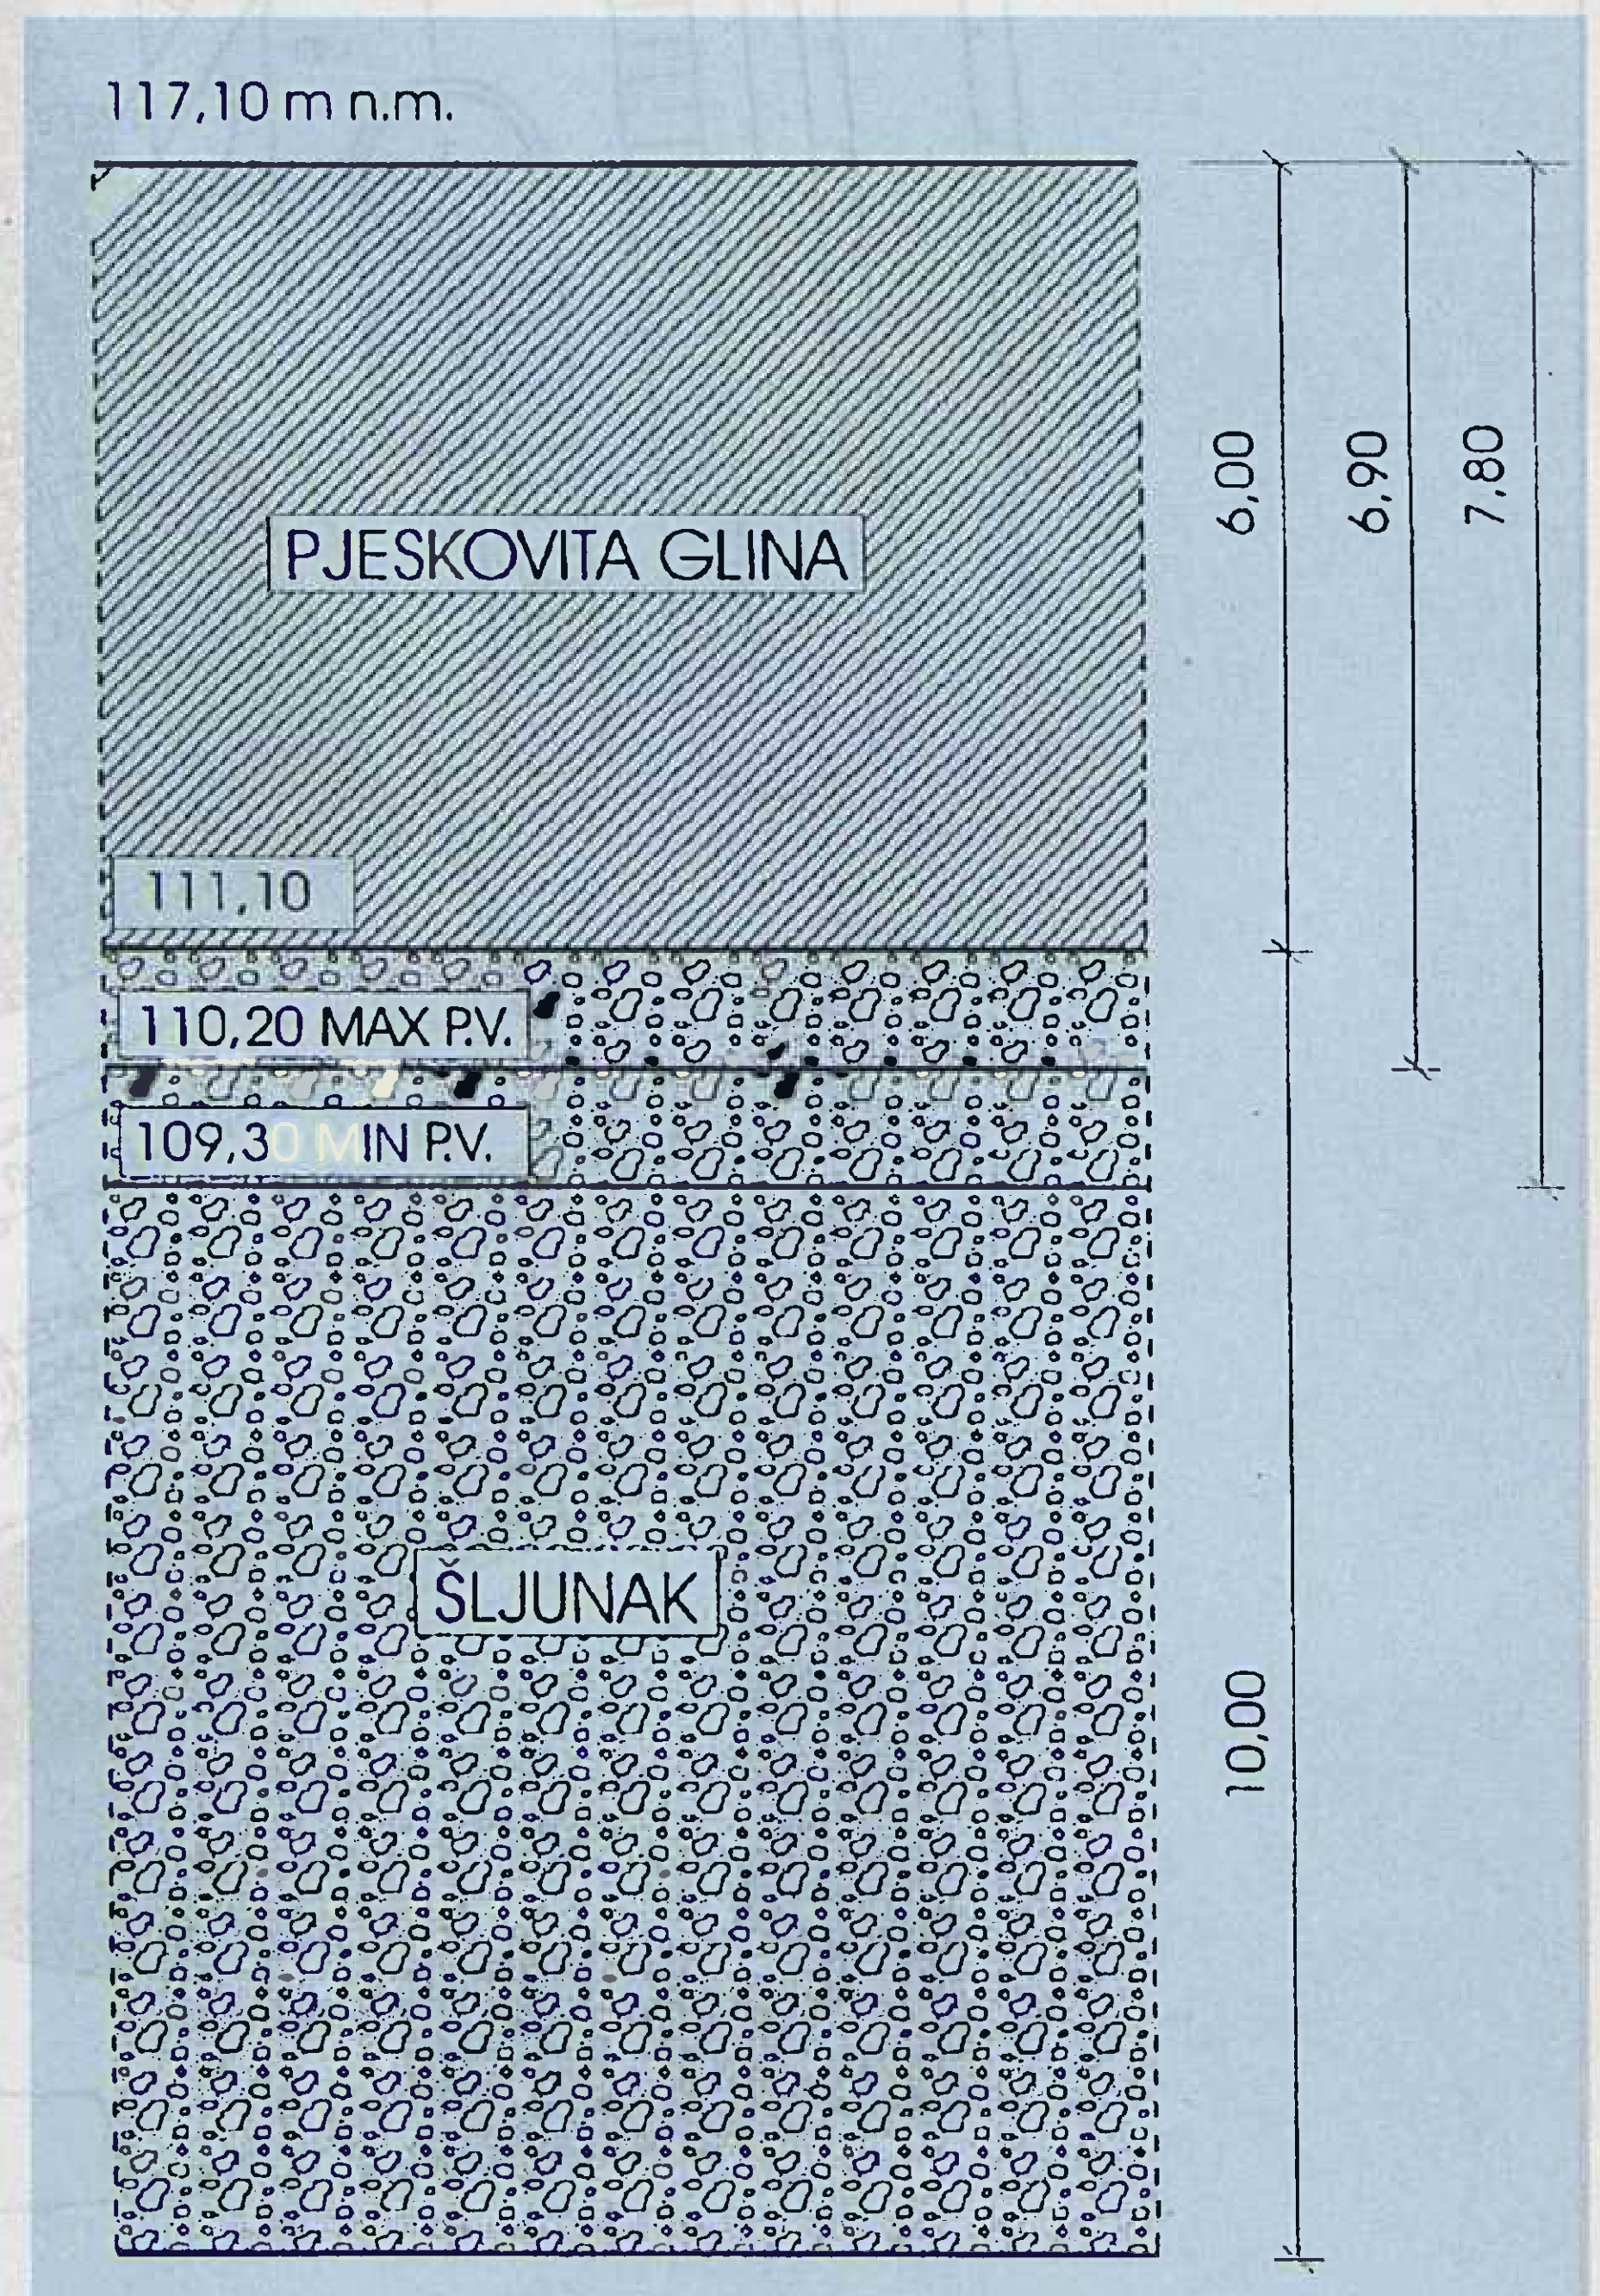 117,10 m n.m.
6,00
6,90
7,80
PJESKOVITA GLINA
111,10
110,20 MAX P.V.
109,30 MIN P.V.
ŠLJUNAK
10,00